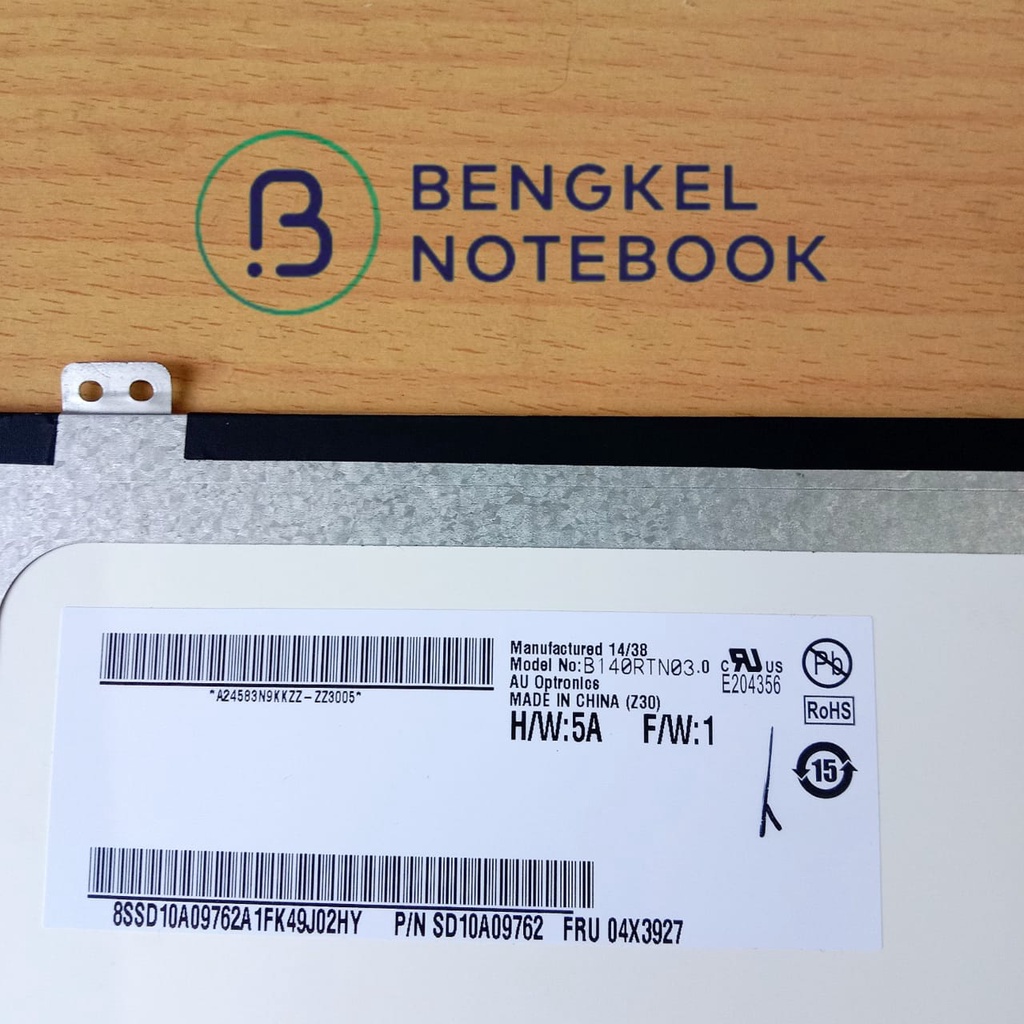 B
BENGKEL
NOTEBOOK
*A24583N9KKZZ-ZZ3005*
Manufactured 14/38
Model No:B140RTN03.0
AU Optronics
MADE IN CHINA (Z30)
H/W:5A F/W:1
c RU US
E204356
Pb
RoHS
15
8SSD10A09762A1FK49J02HY P/N SD10A09762 FRU 04X3927